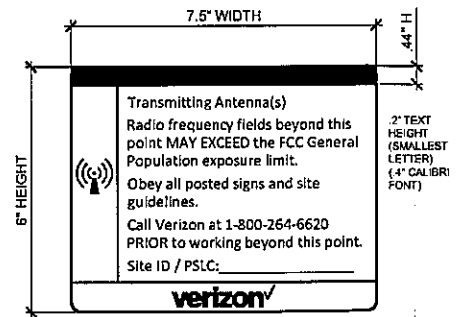 7.5" WIDTH
.44" H
6" HEIGHT
Transmitting Antenna(s)
Radio frequency fields beyond this
point MAY EXCEED the FCC General
Population exposure limit.
Obey all posted signs and site
guidelines.
Call Verizon at 1-800-264-6620
PRIOR to working beyond this point.
Site ID / PSLC:
verizon✓
.2" TEXT
HEIGHT
(SMALLEST
LETTER)
(.4" CALIBRI
FONT)